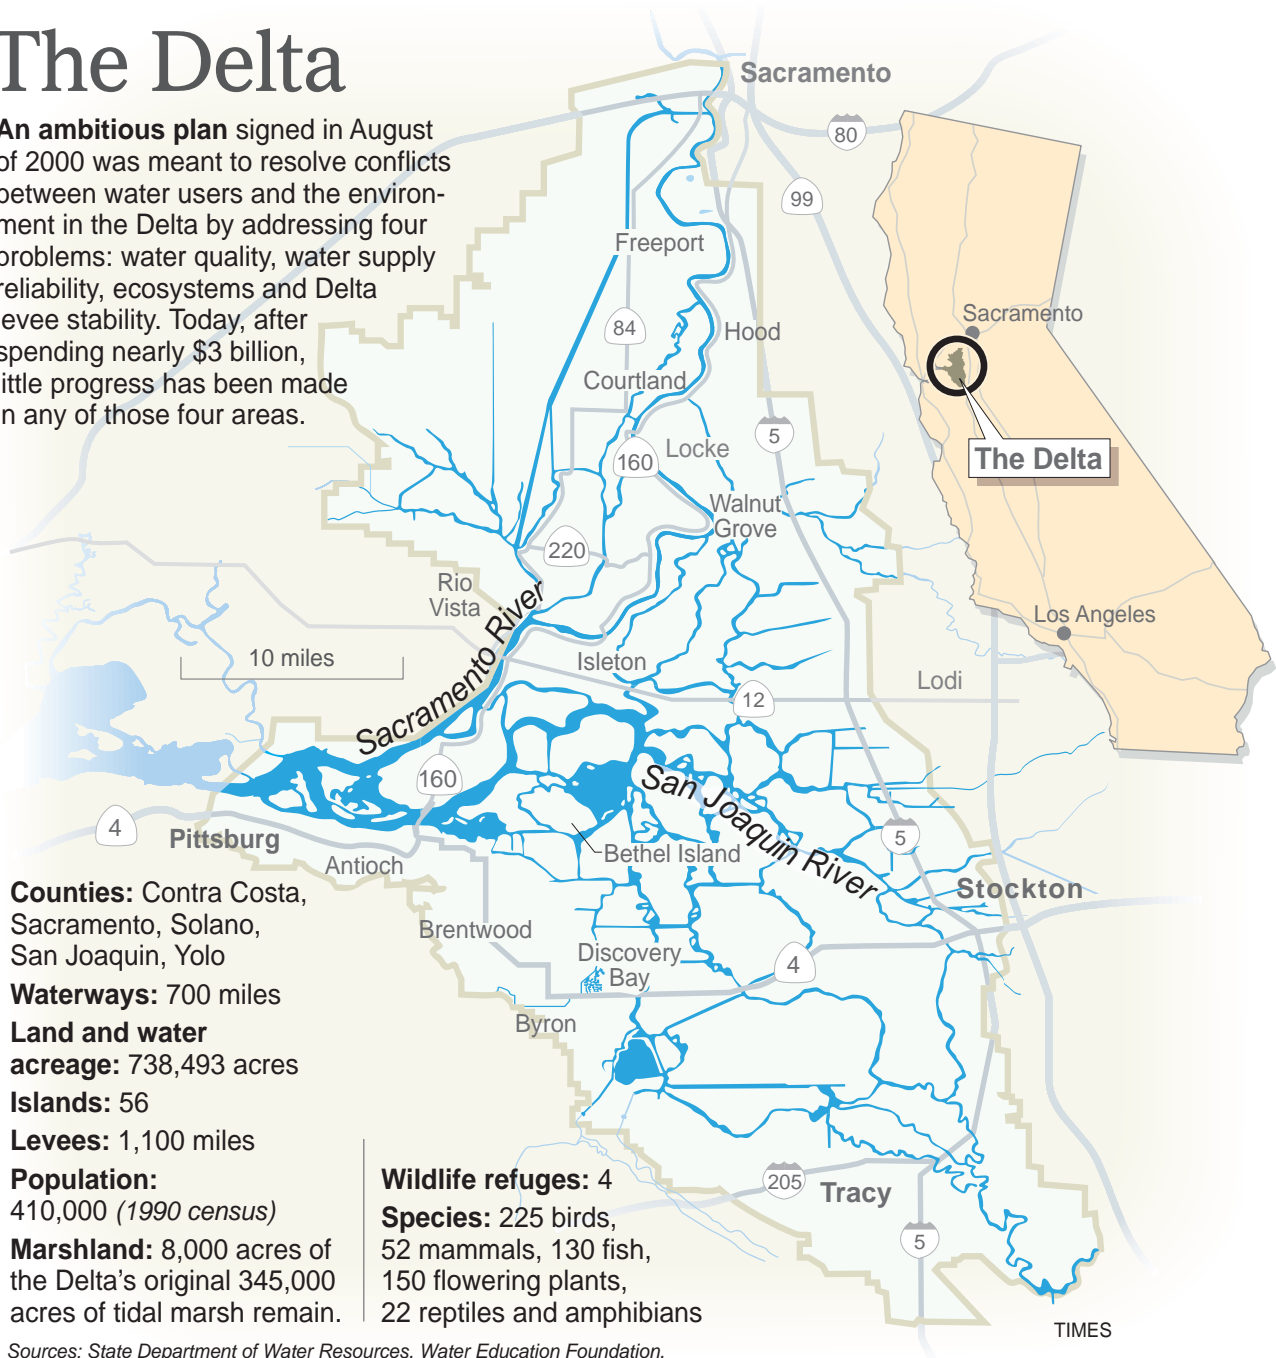 The Delta
An ambitious plan signed in August
of 2000 was meant to resolve conflicts
between water users and the environ-
ment in the Delta by addressing four
problems: water quality, water supply
reliability, ecosystems and Delta
levee stability. Today, after
spending nearly $3 billion,
little progress has been made
in any of those four areas.
Sacramento
80
99
Freeport
84
Hood
Courtland
5
Locke
160
Walnut
Grove
220
Rio
Vista
Sacramento River
10 miles
Isleton
Lodi
12
160
San Joaquin River
4
Pittsburg
Antioch
Bethel Island
5
Stockton
Brentwood
Discovery
Bay
4
Byron
205
Tracy
5
Sacramento
The Delta
Los Angeles
Counties: Contra Costa,
Sacramento, Solano,
San Joaquin, Yolo
Waterways: 700 miles
Land and water
acreage: 738,493 acres
Islands: 56
Levees: 1,100 miles
Population:
410,000 (1990 census)
Marshland: 8,000 acres of
the Delta's original 345,000
acres of tidal marsh remain.
Wildlife refuges: 4
Species: 225 birds,
52 mammals, 130 fish,
150 flowering plants,
22 reptiles and amphibians
TIMES
Sources: State Department of Water Resources, Water Education Foundation.